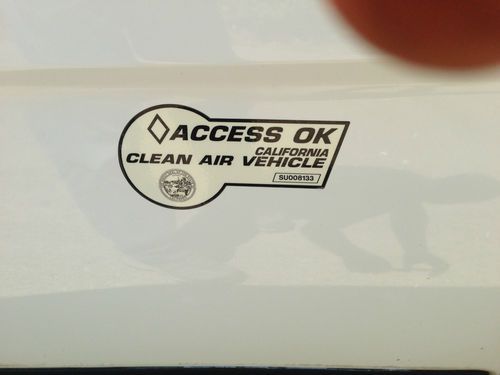 ACCESS OK
CALIFORNIA
CLEAN AIR VEHICLE
SU008133